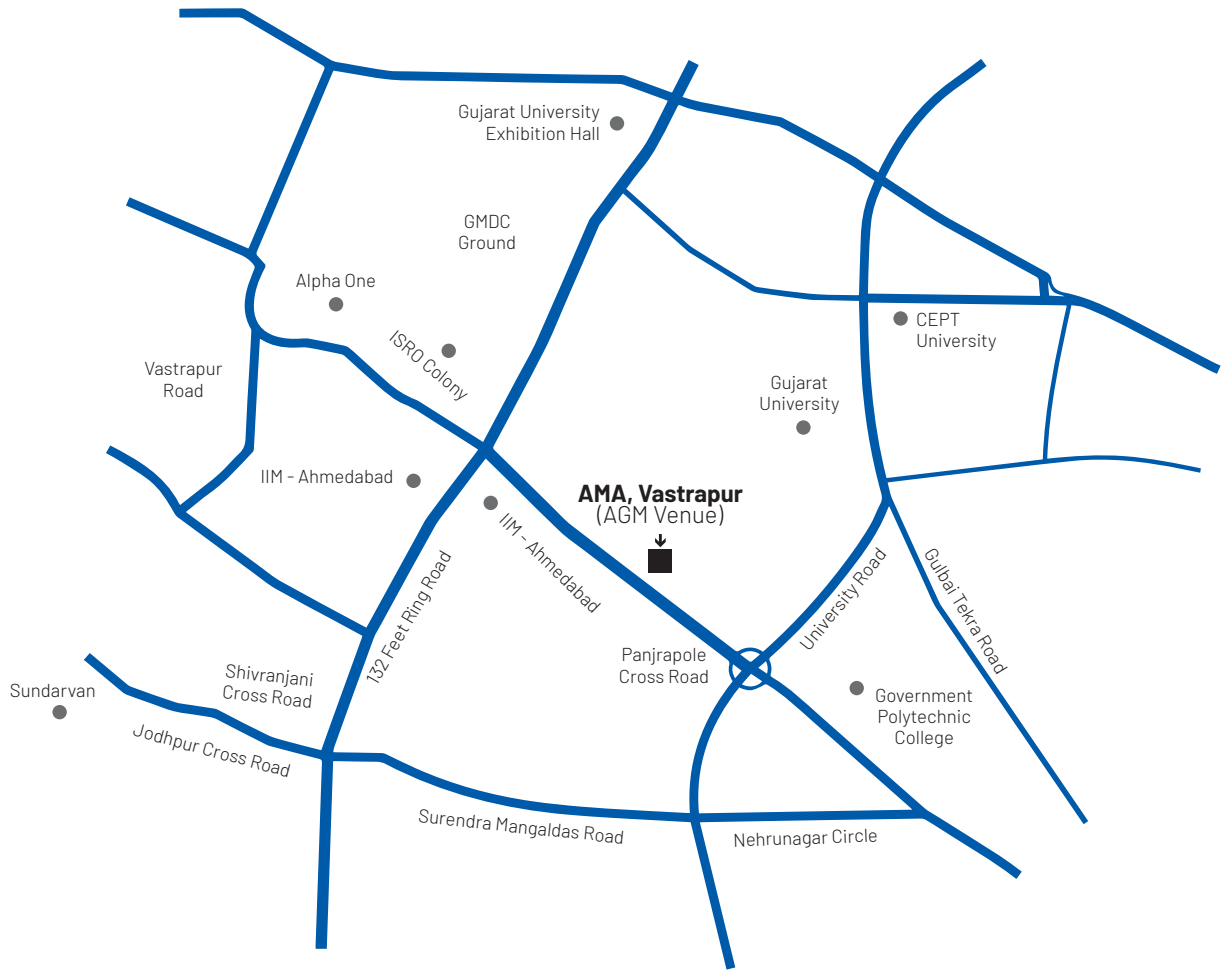 Gujarat University
Exhibition Hall
GMDC
Ground
Alpha One
ISRO Colony
CEPT
University
Vastrapur
Road
Gujarat
University
IIM - Ahmedabad
AMA, Vastrapur
(AGM Venue)
IIM - Ahmedabad
132 Feet Ring Road
University Road
Gulbai Tekra Road
Panjrapole
Cross Road
Shivranjani
Cross Road
Sundarvan
Government
Polytechnic
College
Jodhpur Cross Road
Surendra Mangaldas Road
Nehrunagar Circle